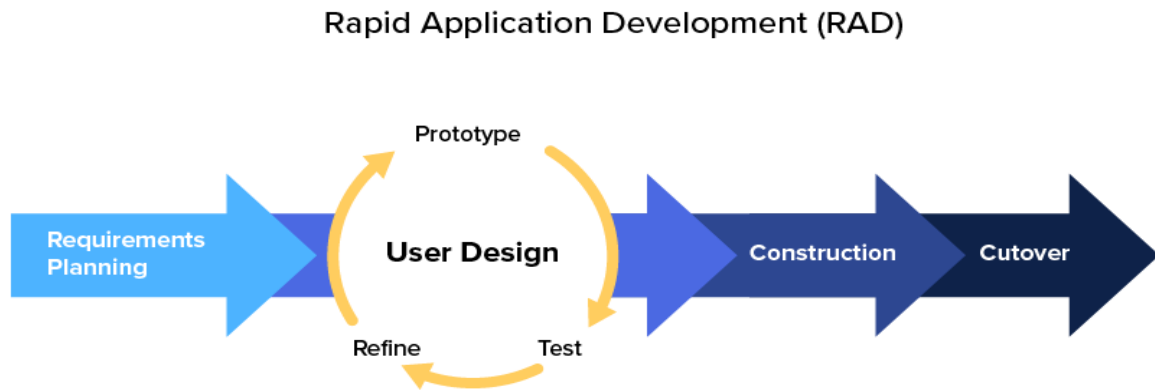 Rapid Application Development (RAD)
Prototype
Requirements
Planning
User Design
Construction
Cutover
Refine
Test